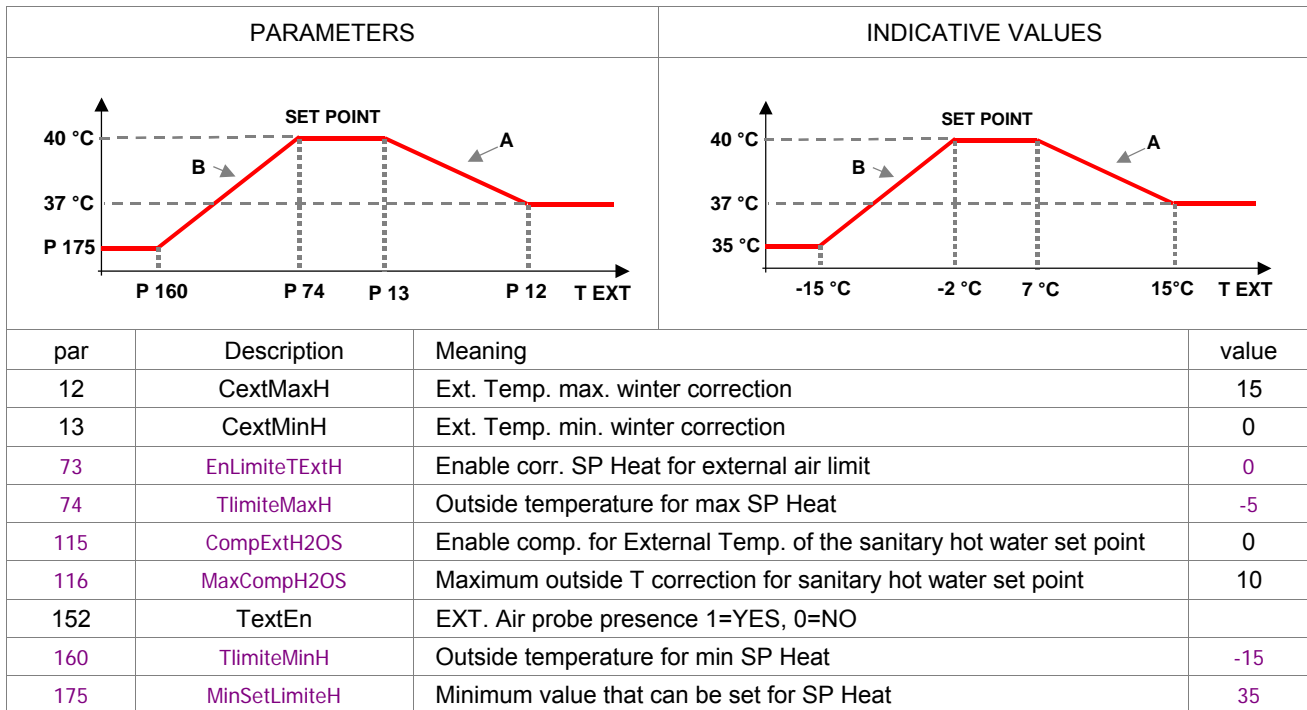 PARAMETERS
INDICATIVE VALUES
SET POINT
40 °C
A
B
37 °C
P 175
P 160 P 74 P 13 P 12 T EXT
SET POINT
40 °C
A
B
37 °C
35 °C
-15 °C -2 °C 7 °C 15°C T EXT
par Description Meaning value
12 CextMaxH Ext. Temp. max. winter correction 15
13 CextMinH Ext. Temp. min. winter correction 0
73 EnLimiteTExtH Enable corr. SP Heat for external air limit 0
74 TlimiteMaxH Outside temperature for max SP Heat -5
115 CompExtH2OS Enable comp. for External Temp. of the sanitary hot water set point 0
116 MaxCompH2OS Maximum outside T correction for sanitary hot water set point 10
152 TextEn EXT. Air probe presence 1=YES, 0=NO
160 TlimiteMinH Outside temperature for min SP Heat -15
175 MinSetLimiteH Minimum value that can be set for SP Heat 35